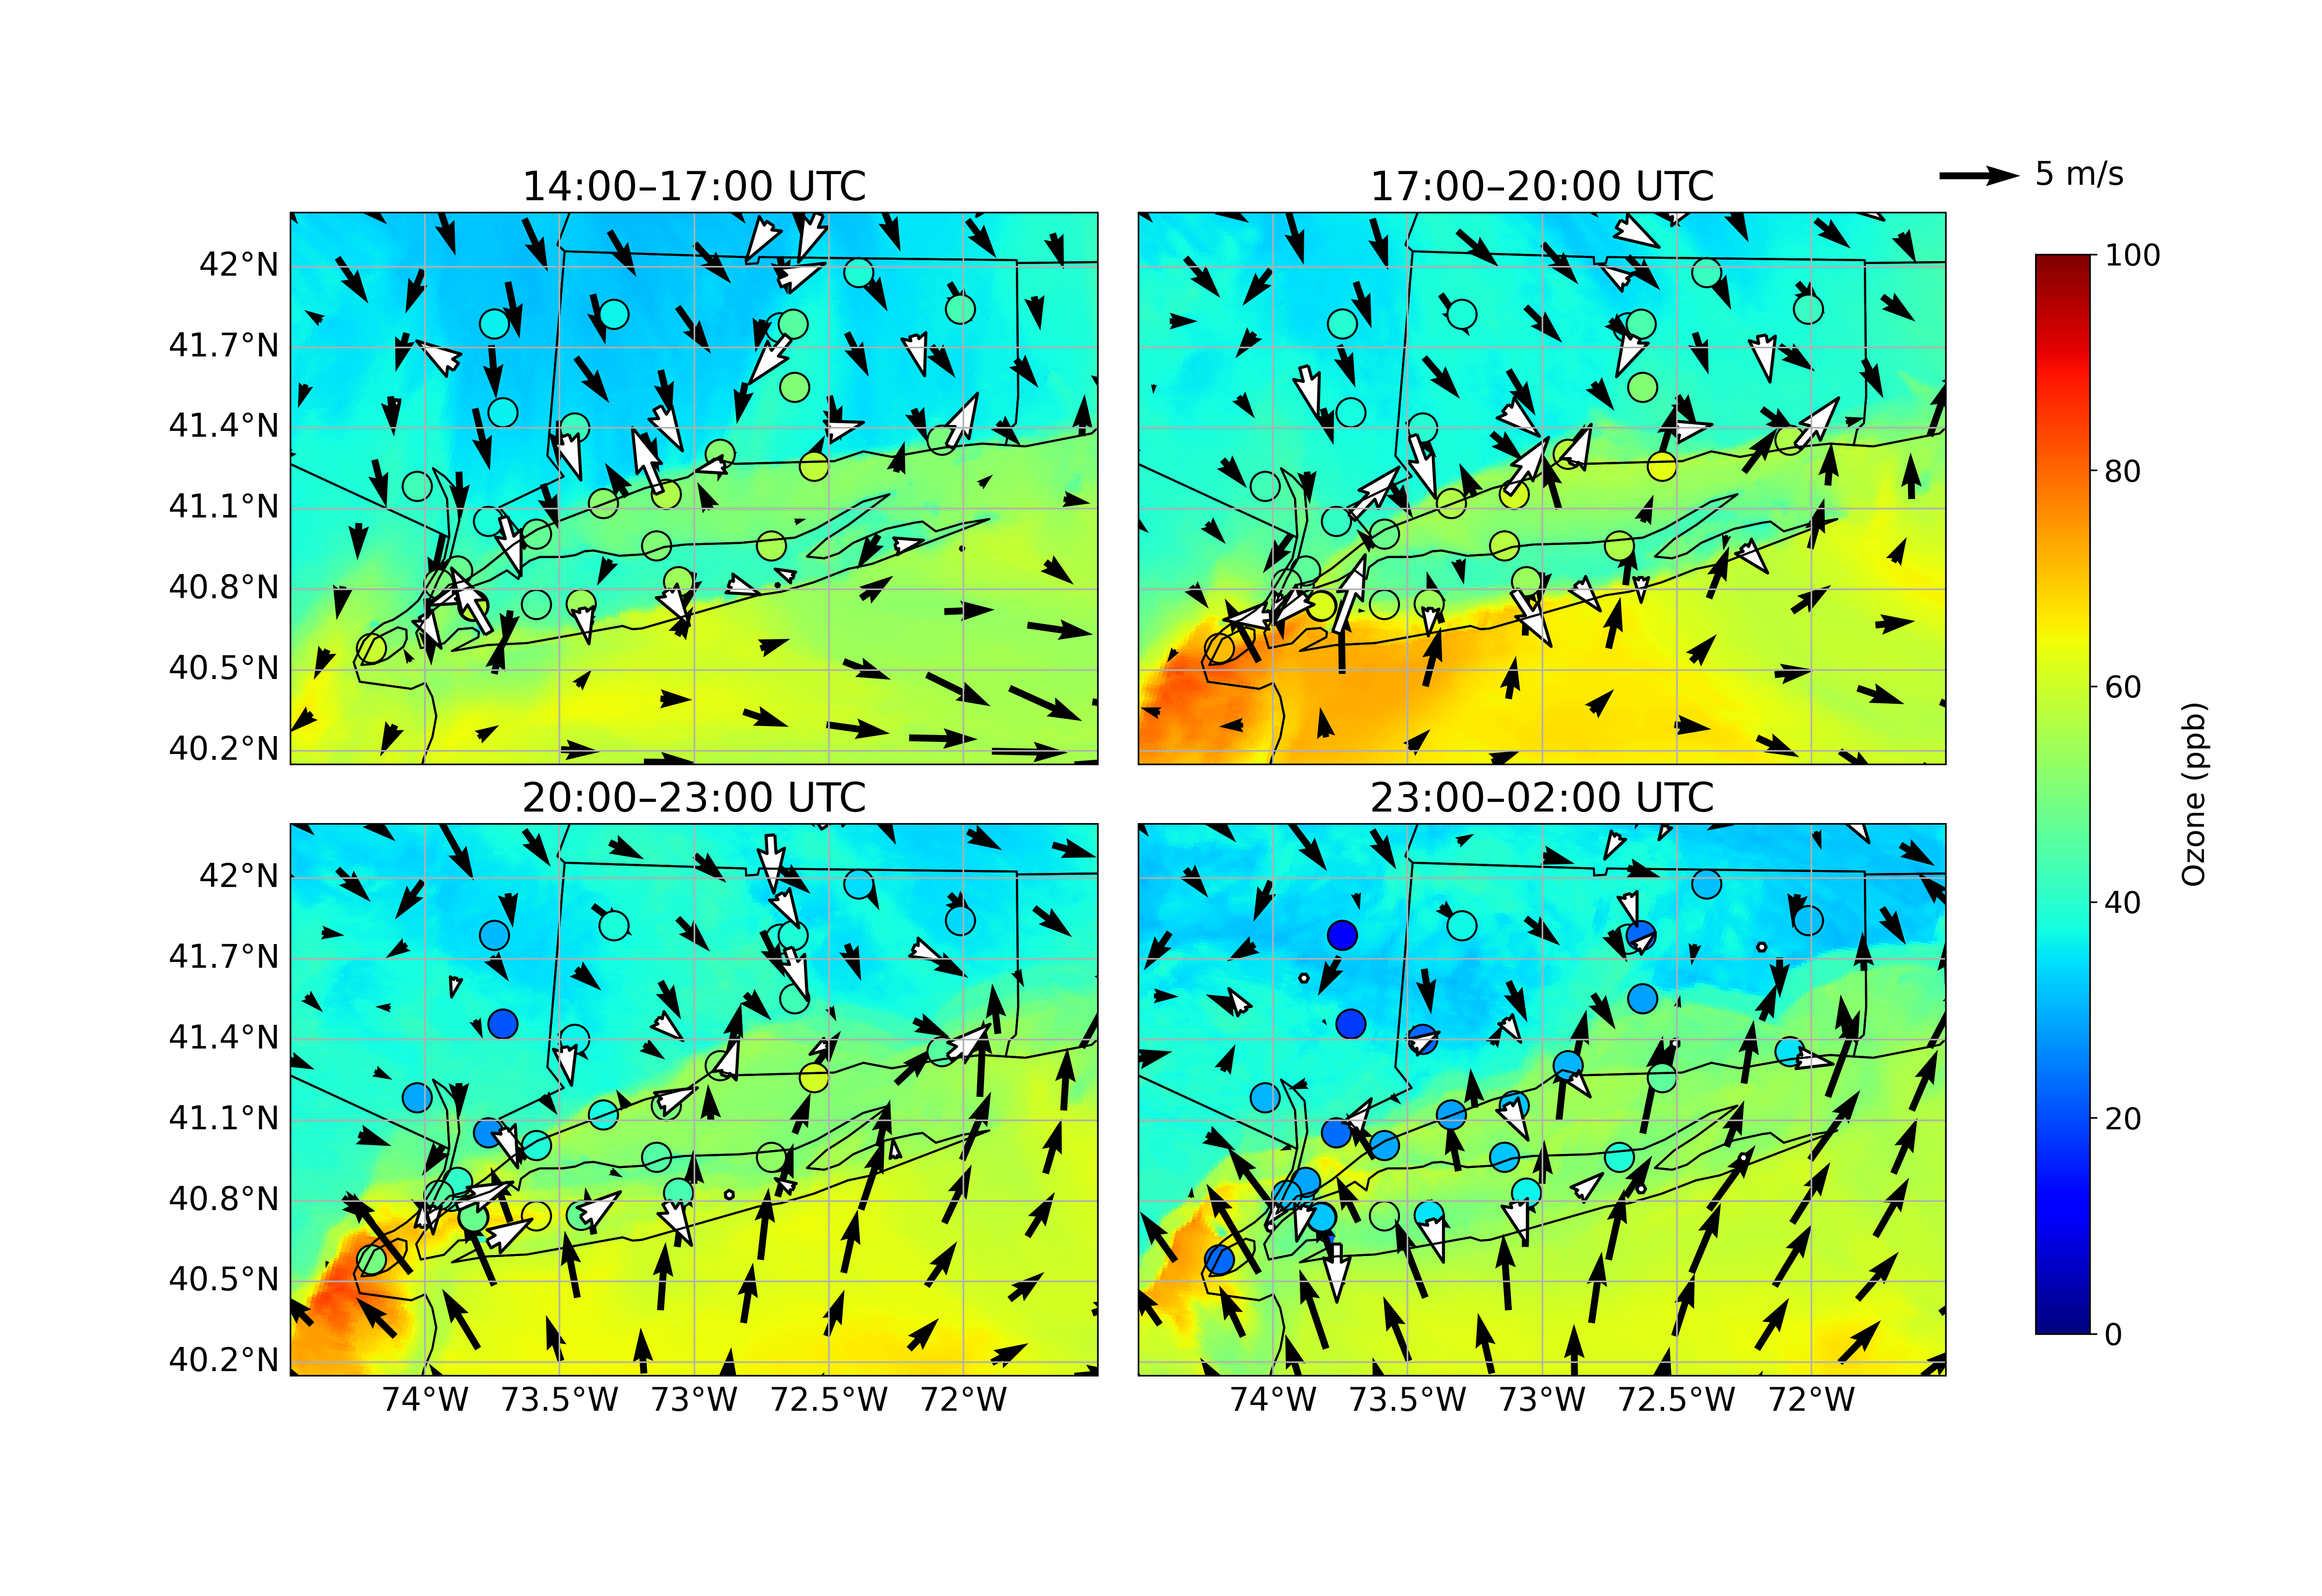 14:00–17:00 UTC
17:00–20:00 UTC
5 m/s
42°N
41.7°N
41.4°N
41.1°N
40.8°N
40.5°N
40.2°N
20:00–23:00 UTC
23:00–02:00 UTC
42°N
41.7°N
41.4°N
41.1°N
40.8°N
40.5°N
40.2°N
74°W 73.5°W 73°W 72.5°W 72°W
74°W 73.5°W 73°W 72.5°W 72°W
100
80
60
40
20
0
Ozone (ppb)